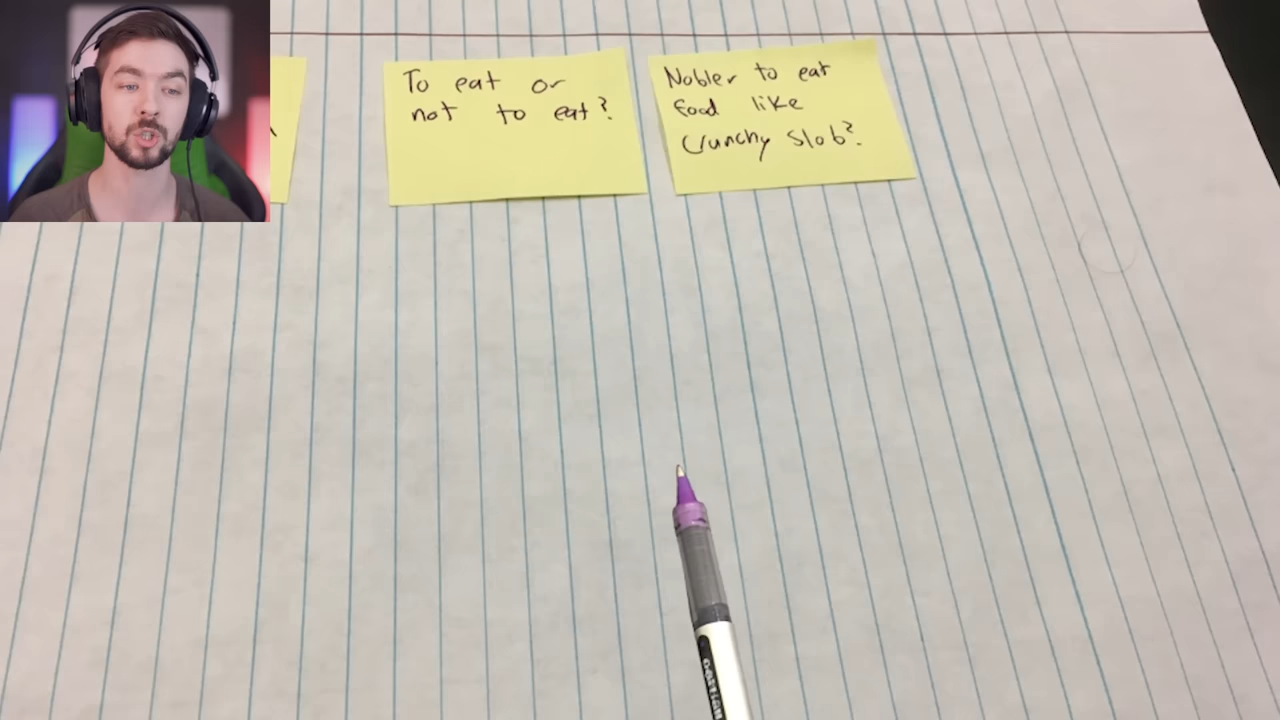 To eat or
not to eat?
Nobler to eat
food like
Crunchy Slob?